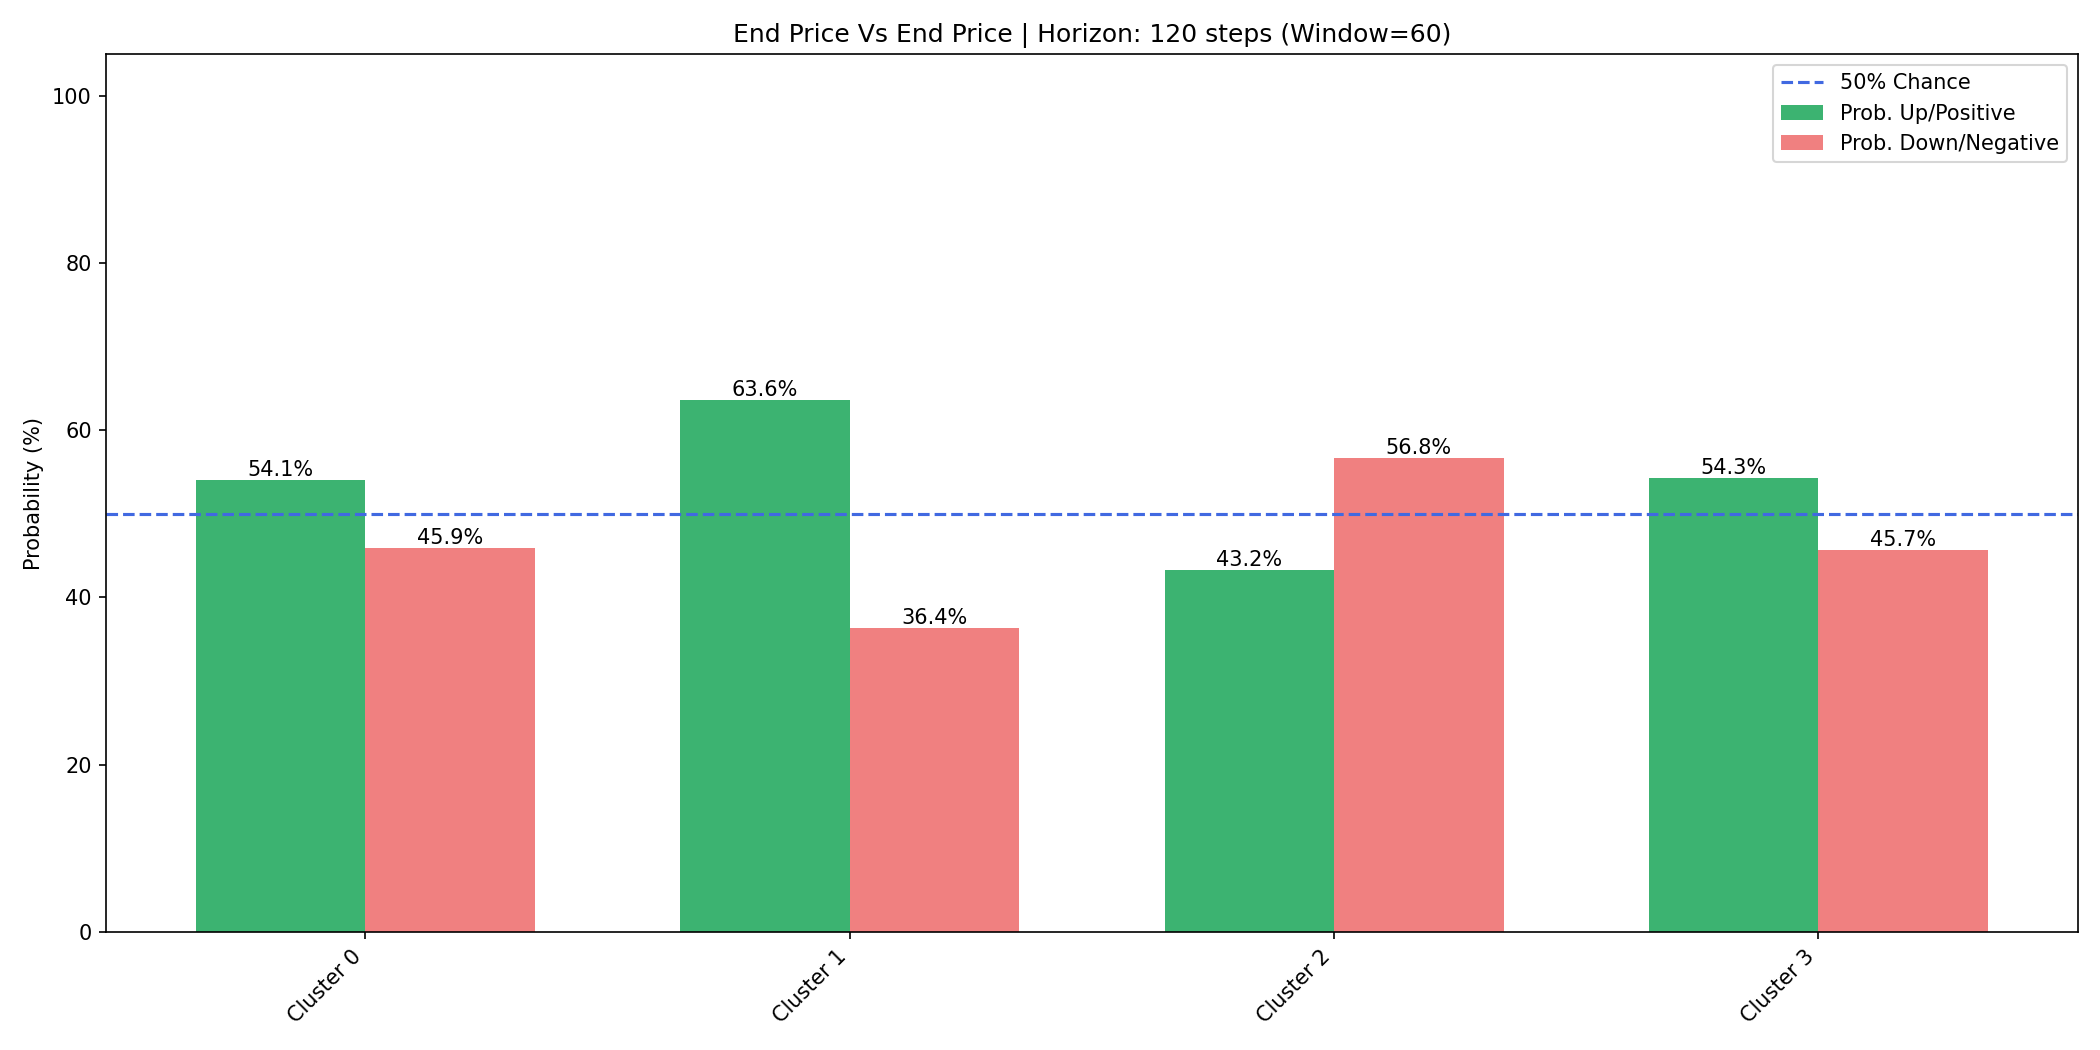 End Price Vs End Price | Horizon: 120 steps (Window=60)
50% Chance
Prob. Up/Positive
Prob. Down/Negative
Probability (%)
100
80
60
40
20
0
54.1%
45.9%
63.6%
36.4%
43.2%
56.8%
54.3%
45.7%
Cluster 0
Cluster 1
Cluster 2
Cluster 3